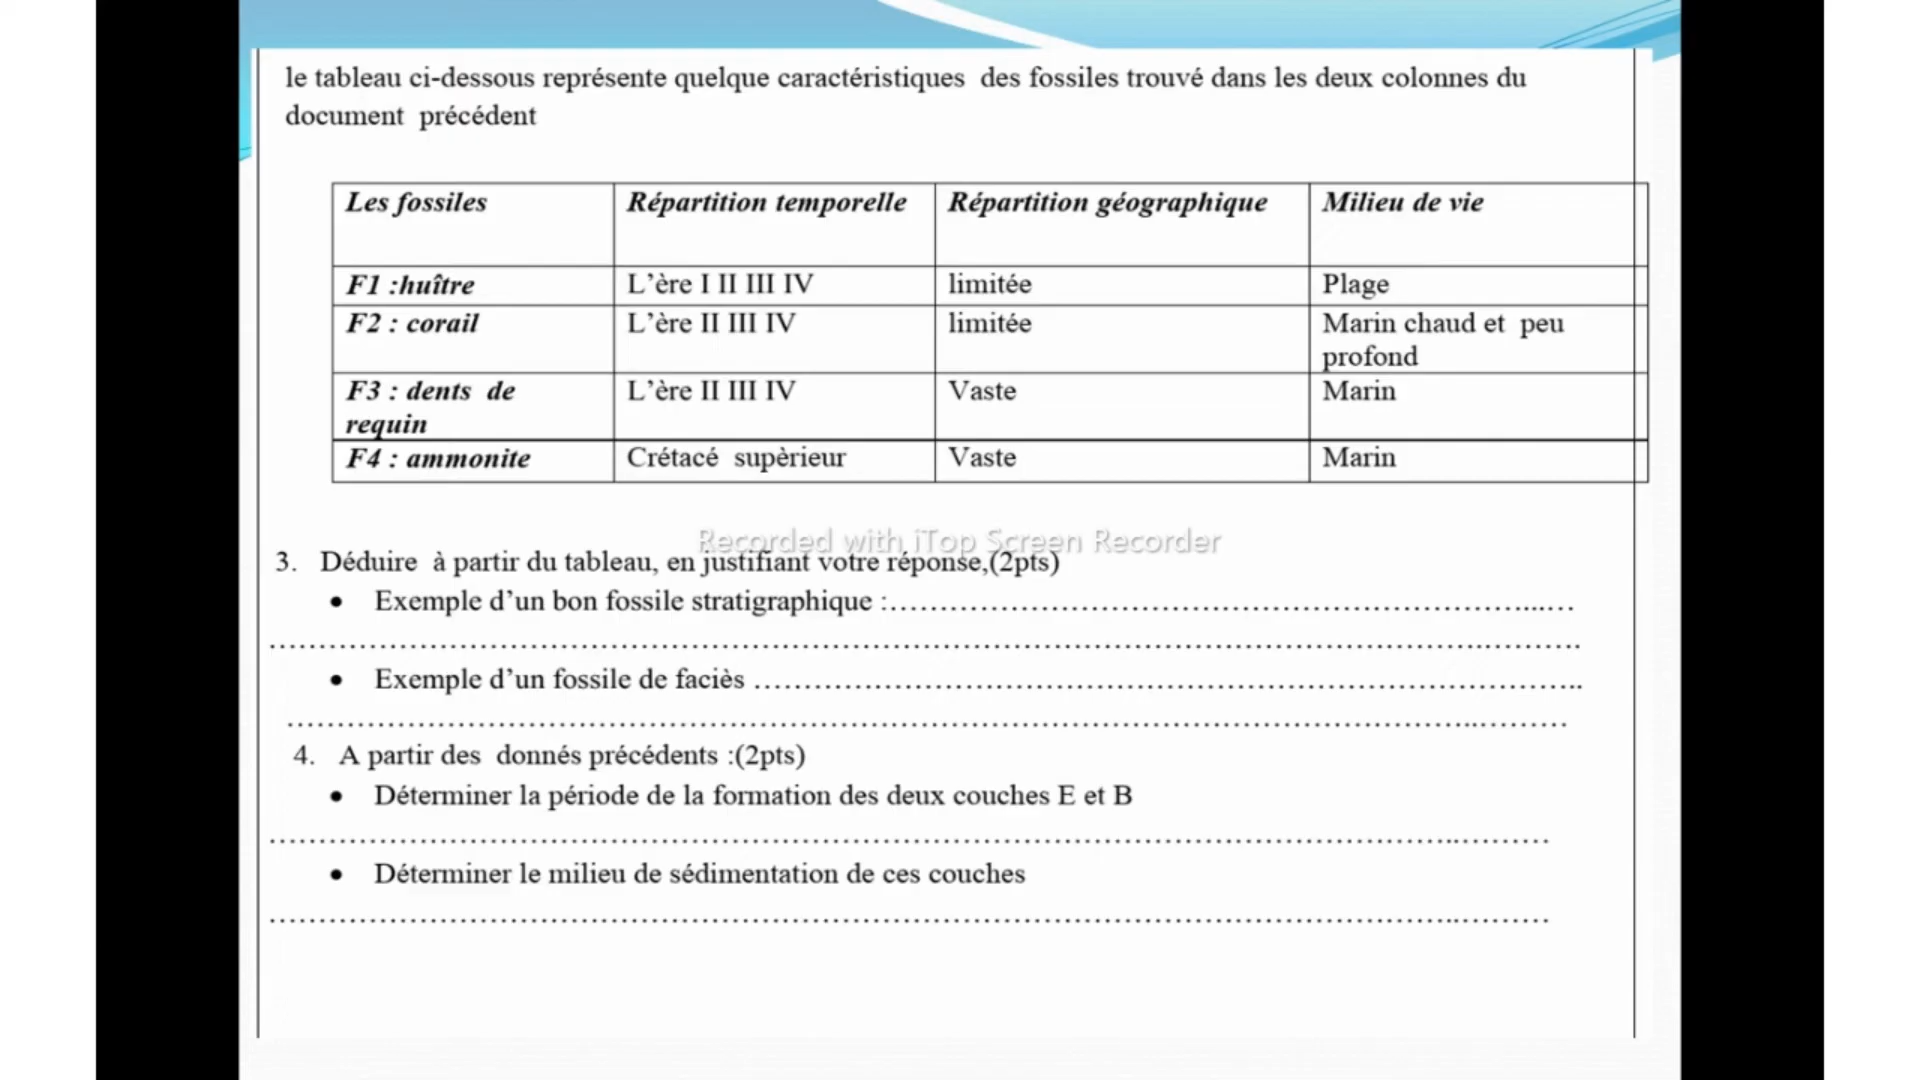 le tableau ci-dessous représente quelque caractéristiques des fossiles trouvé dans les deux colonnes du
document précédent
Les fossiles Répartition temporelle Répartition géographique Milieu de vie
F1 :huître L’ère I II III IV limitée Plage
F2 : corail L’ère II III IV limitée Marin chaud et peu
profond
F3 : dents de L’ère II III IV Vaste Marin
requin
F4 : ammonite Crétacé supèrieur Vaste Marin
Recorded with iTop Screen Recorder
3. Déduire à partir du tableau, en justifiant votre réponse,(2pts)
• Exemple d’un bon fossile stratigraphique :……………………………………………………………...…
……………………………………………………………………………………………………………….……….
• Exemple d’un fossile de faciès ………………………………………………………………………..
……………………………………………………………………………………………………………..………
4. A partir des donnés précédents :(2pts)
• Déterminer la période de la formation des deux couches E et B
……………………………………………………………………………………………………………..………
• Déterminer le milieu de sédimentation de ces couches
……………………………………………………………………………………………………………..………